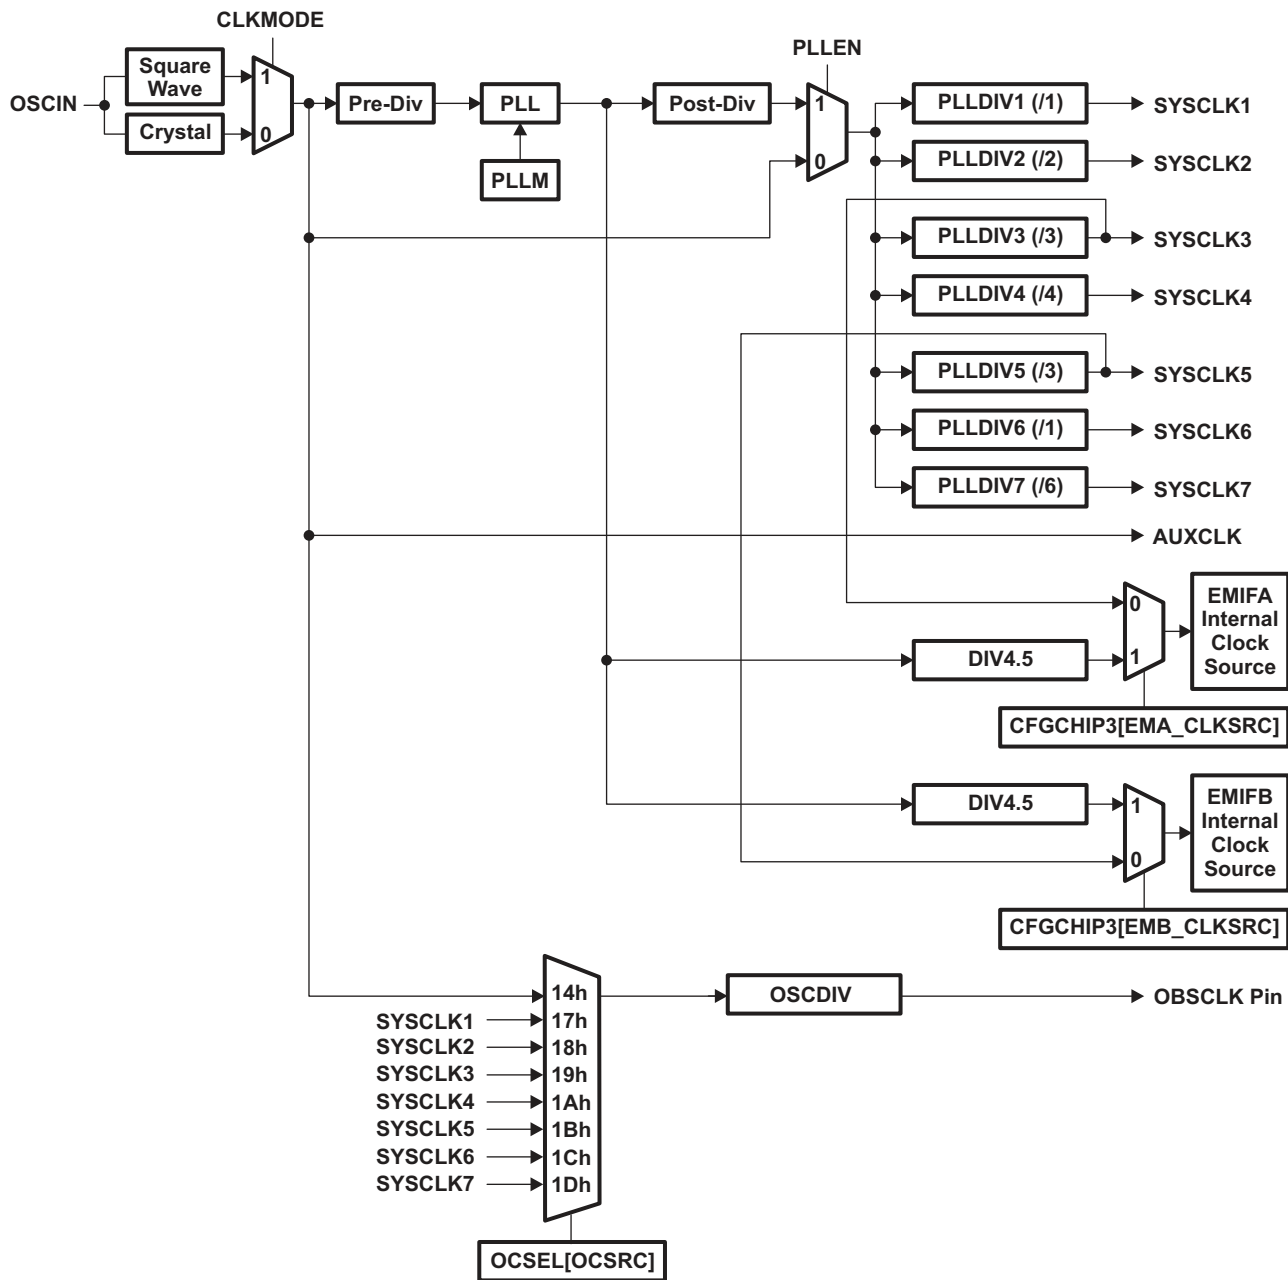 CLKMODE
OSCIN
Square
Wave
Crystal
1
0
Pre-Div
PLL
PLLM
Post-Div
PLLEN
1
0
PLLDIV1 (/1)
SYSCLK1
PLLDIV2 (/2)
SYSCLK2
PLLDIV3 (/3)
SYSCLK3
PLLDIV4 (/4)
SYSCLK4
PLLDIV5 (/3)
SYSCLK5
PLLDIV6 (/1)
SYSCLK6
PLLDIV7 (/6)
SYSCLK7
AUXCLK
0
1
DIV4.5
EMIFA
Internal
Clock
Source
CFGCHIP3[EMA_CLKSRC]
DIV4.5
1
0
EMIFB
Internal
Clock
Source
CFGCHIP3[EMB_CLKSRC]
14h
OSCDIV
OBSCLK Pin
SYSCLK1
17h
SYSCLK2
18h
SYSCLK3
19h
SYSCLK4
1Ah
SYSCLK5
1Bh
SYSCLK6
1Ch
SYSCLK7
1Dh
OCSEL[OCSRC]